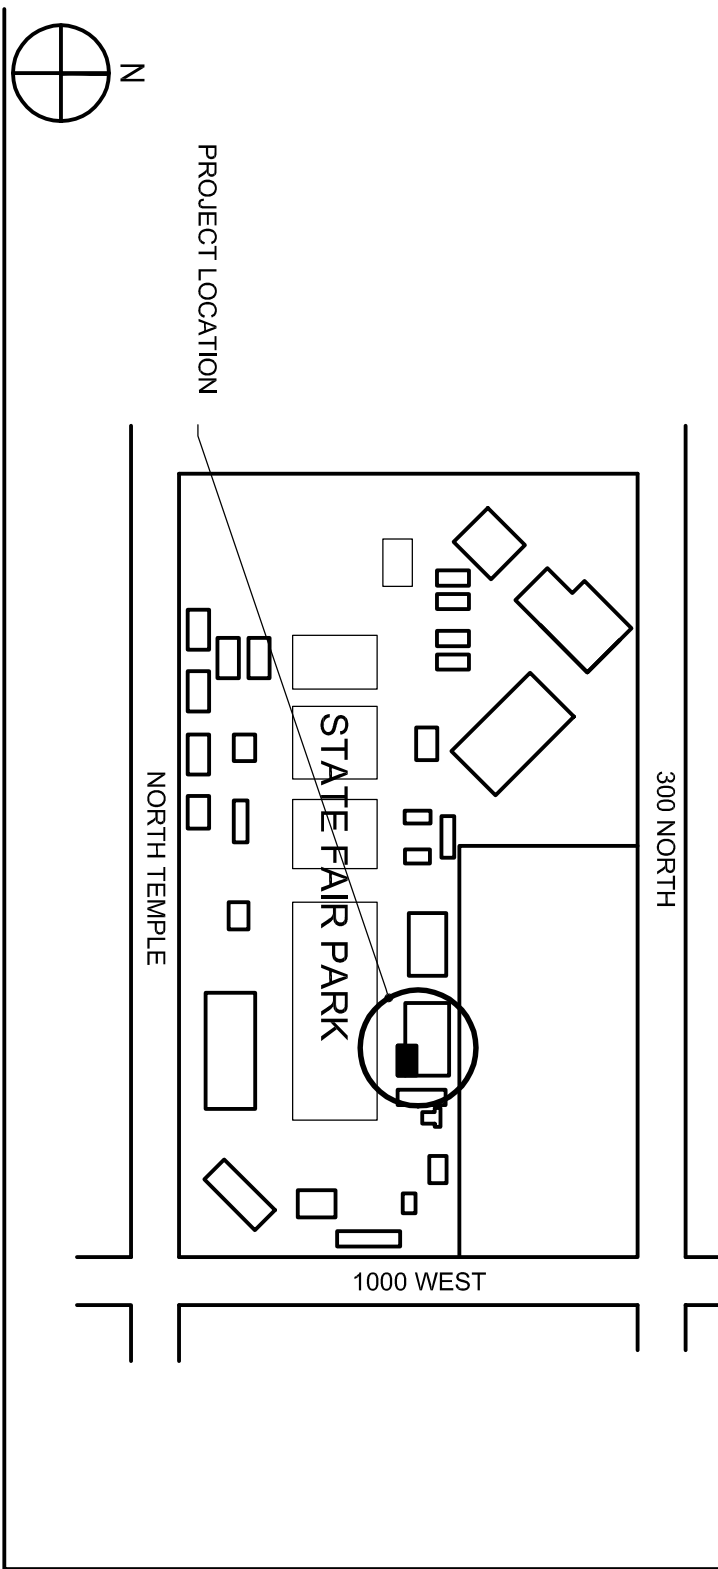 N
PROJECT LOCATION
300 NORTH
STATE FAIR PARK
NORTH TEMPLE
1000 WEST